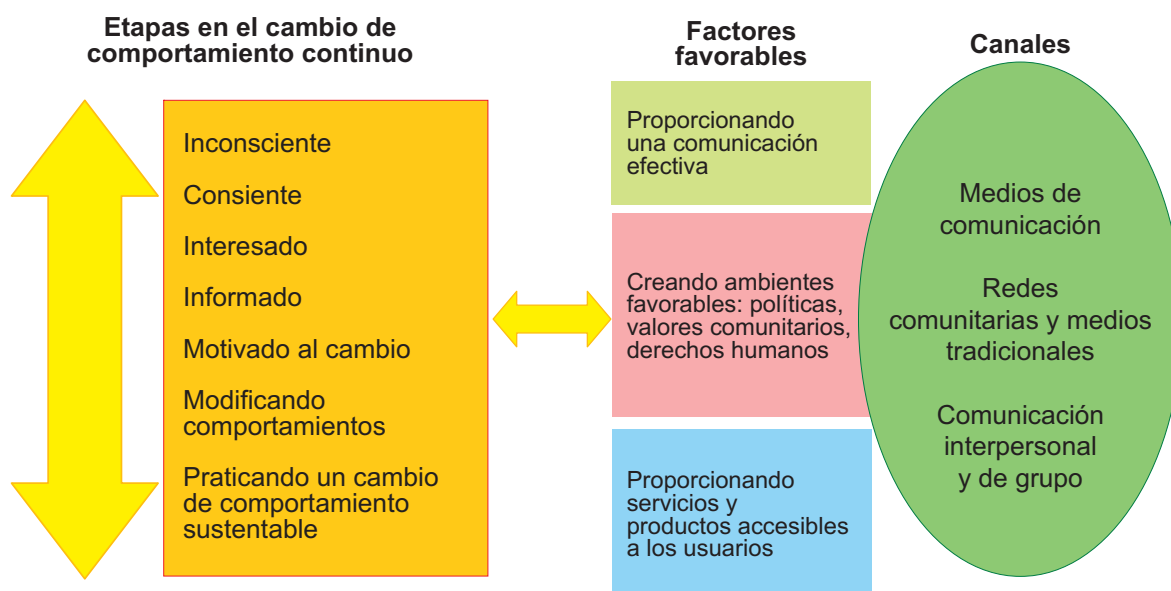 Etapas en el cambio de
comportamiento continuo
Inconsciente
Consiente
Interesado
Informado
Motivado al cambio
Modificando
comportamientos
Praticando un cambio
de comportamiento
sustentable
Factores
favorables
Proporcionando
una comunicación
efectiva
Creando ambientes
favorables: políticas,
valores comunitarios,
derechos humanos
Proporcionando
servicios y
productos accesibles
a los usuarios
Canales
Medios de
comunicación
Redes
comunitarias y medios
tradicionales
Comunicación
interpersonal
y de grupo